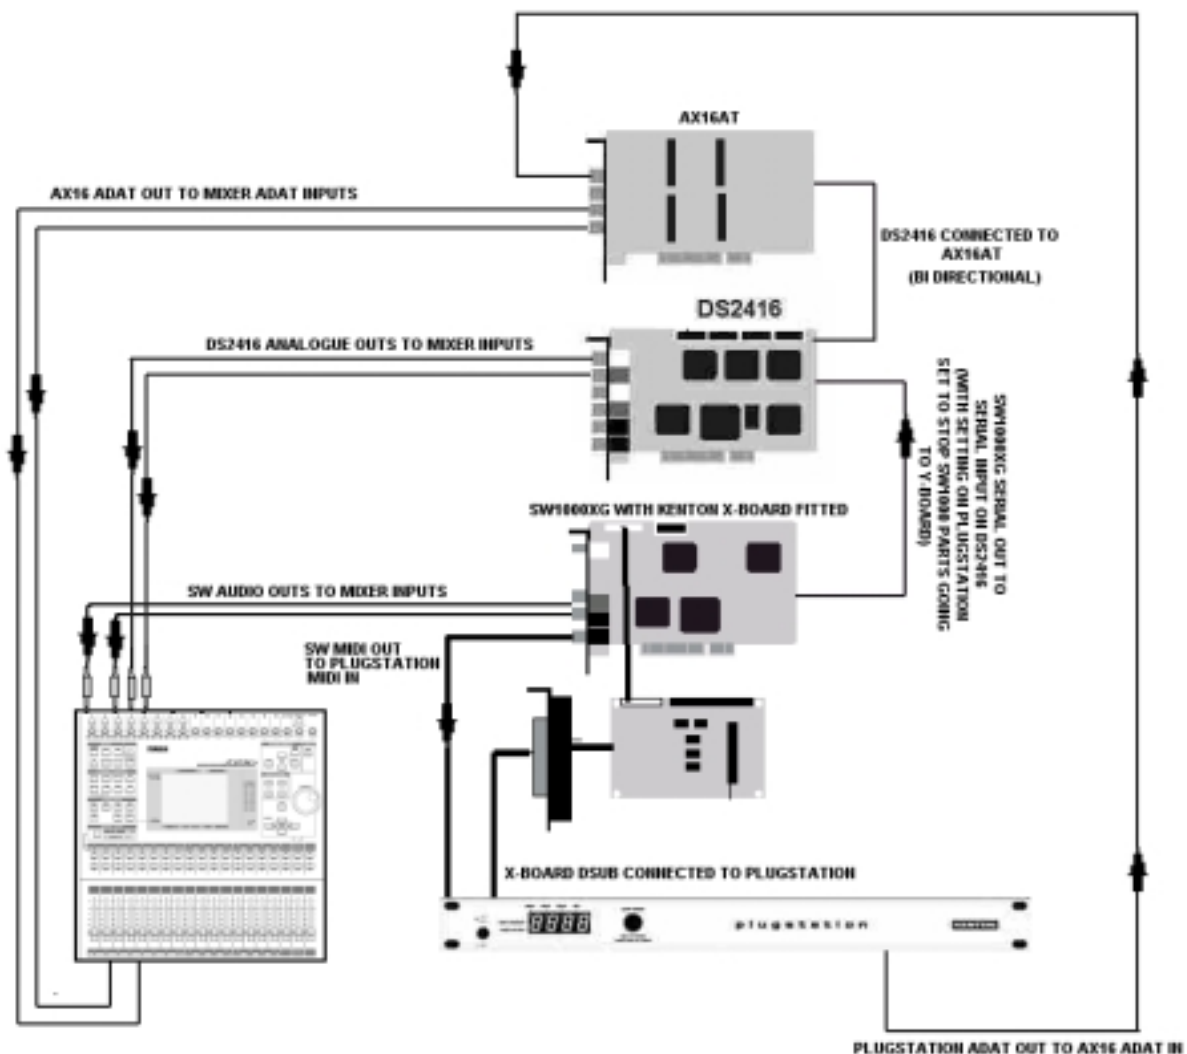 AX16AT
AX16 ADAT OUT TO MIXER ADAT INPUTS
DS2416 CONNECTED TO
AX16AT
(BI DIRECTIONAL)
DS2416
DS2416 ANALOGUE OUTS TO MIXER INPUTS
SW1000XG SERIAL OUT TO
SERIAL INPUT ON DS2416
(WITH SETTING ON PLUGSTATION
SET TO STOP SW1000 PARTS GOING
TO Y-BOARD)
SW1000XG WITH KENTON X-BOARD FITTED
SW AUDIO OUTS TO MIXER INPUTS
SW MIDI OUT
TO PLUGSTATION
MIDI IN
YAMAHA
X-BOARD DSUB CONNECTED TO PLUGSTATION
8888
plugstation
KENTON
PLUGSTATION ADAT OUT TO AX16 ADAT IN